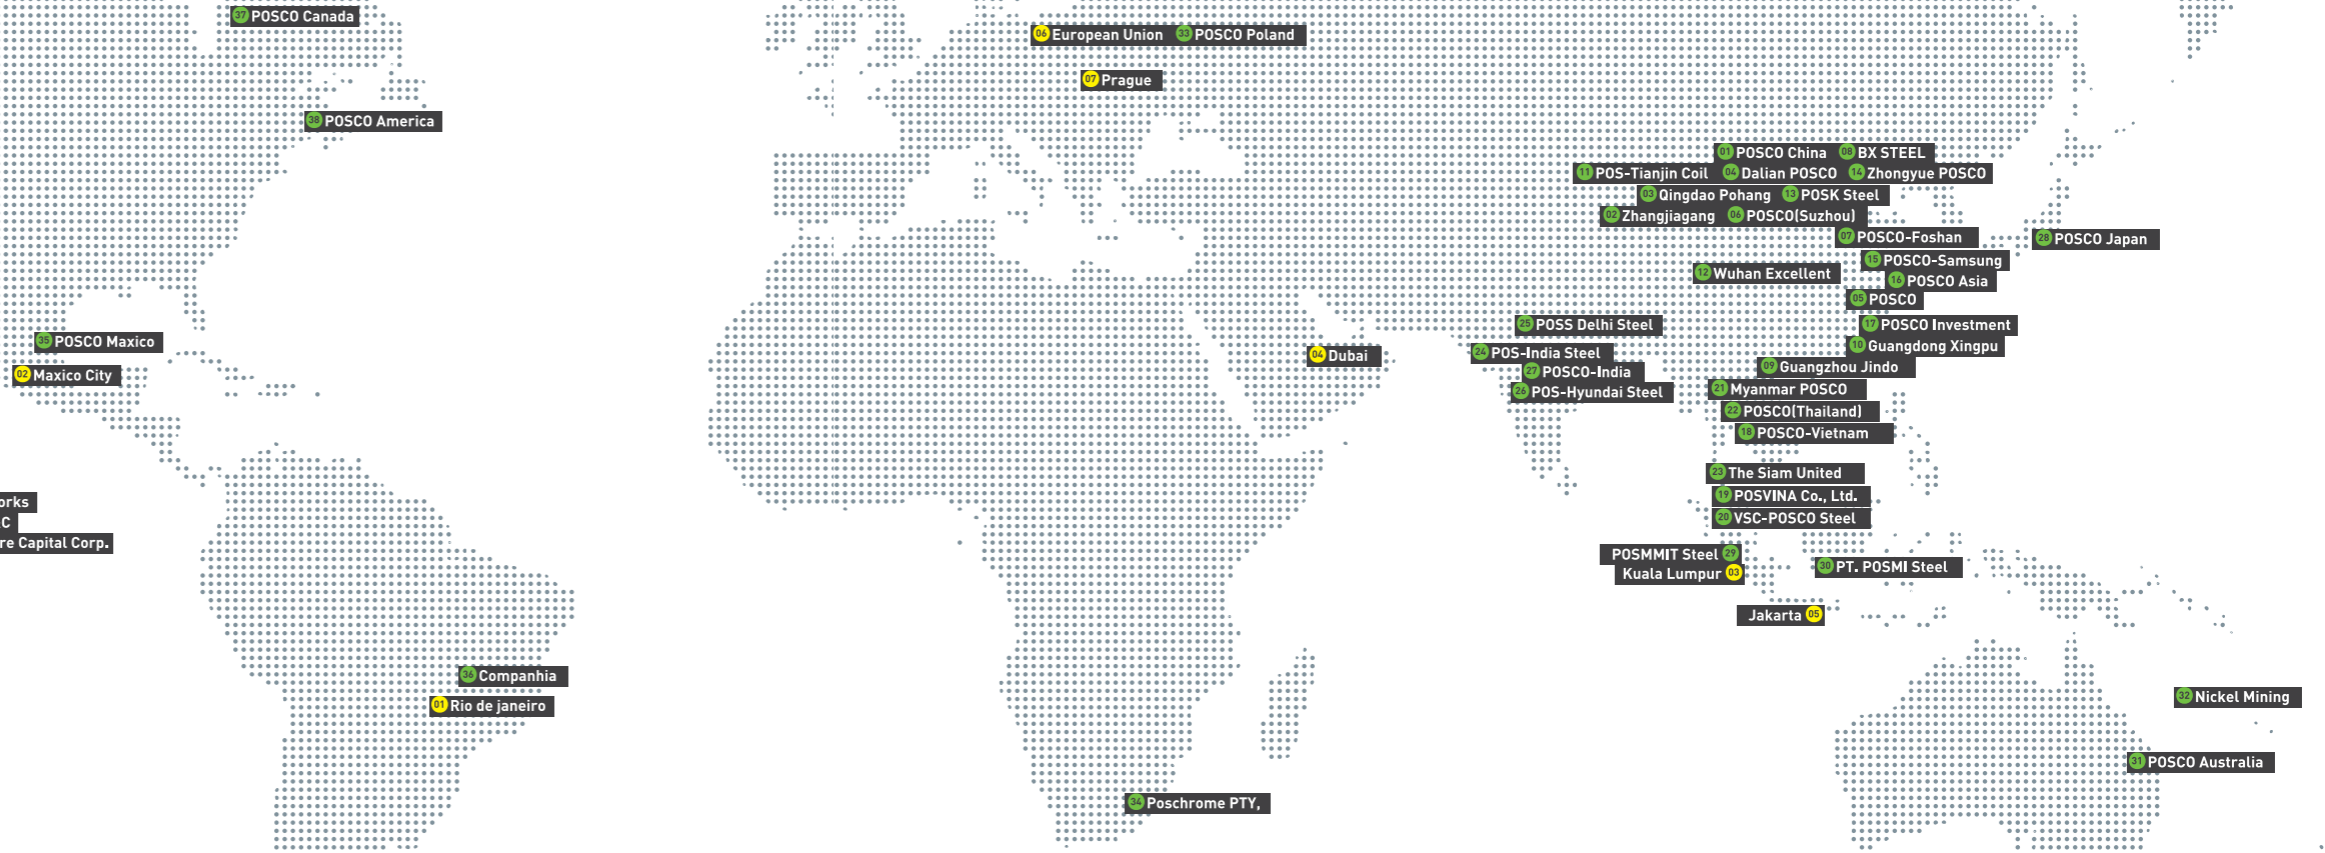 37 POSCO Canada
06 European Union 33 POSCO Poland
07 Prague
38 POSCO America
01 POSCO China 08 BX STEEL
11 POS-Tianjin Coil 04 Dalian POSCO 14 Zhongyue POSCO
03 Qingdao Pohang 13 POSK Steel
02 Zhangjiagang 06 POSCO(Suzhou)
07 POSCO-Foshan
28 POSCO Japan
15 POSCO-Samsung
12 Wuhan Excellent
16 POSCO Asia
05 POSCO
25 POSS Delhi Steel
17 POSCO Investment
35 POSCO Maxico
10 Guangdong Xingpu
24 POS-India Steel
04 Dubai
09 Guangzhou Jindo
27 POSCO-India
02 Maxico City
21 Myanmar POSCO
26 POS-Hyundai Steel
22 POSCO(Thailand)
18 POSCO-Vietnam
23 The Siam United
19 POSVINA Co., Ltd.
orks
20 VSC-POSCO Steel
C
re Capital Corp.
POSMMIT Steel 29
30 PT. POSMI Steel
Kuala Lumpur 03
Jakarta 05
36 Companhia
32 Nickel Mining
01 Rio de janeiro
31 POSCO Australia
34 Poschrome PTY,